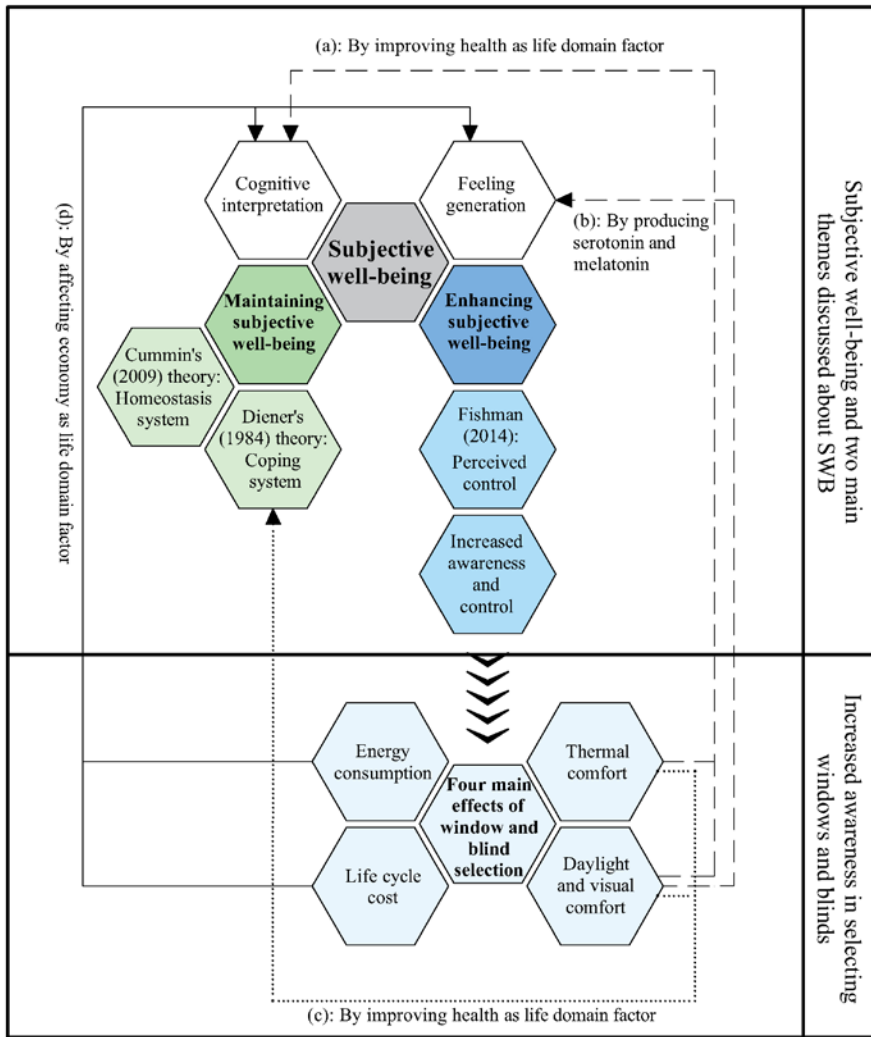 (a): By improving health as life domain factor
Cognitive
interpretation
Feeling
generation
(b): By producing
serotonin and
melatonin
Subjective
well-being
Maintaining
subjective
well-being
Enhancing
subjective
well-being
Cummin's
(2009) theory:
Homeostasis
system
Diener's
(1984) theory:
Coping
system
Fishman
(2014):
Perceived
control
Increased
awareness
and
control
(d): By affecting economy as life domain factor
Subjective well-being and two main
themes discussed about SWB
Energy
consumption
Thermal
comfort
Four main
effects of
window and
blind
selection
Life cycle
cost
Daylight
and visual
comfort
(c): By improving health as life domain factor
Increased awareness in selecting
windows and blinds